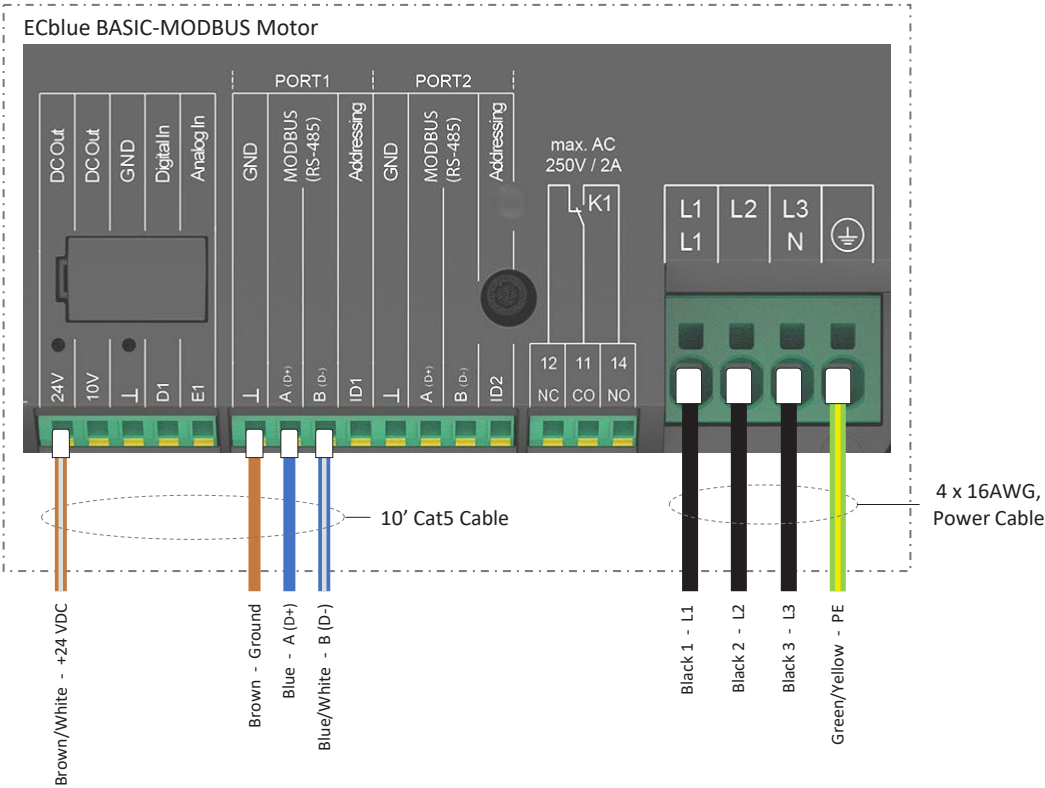 ECblue BASIC-MODBUS Motor
PORT1
PORT2
DC Out
DC Out
GND
Digital In
Analog In
GND
MODBUS
(RS-485)
Addressing
GND
MODBUS
(RS-485)
Addressing
max. AC
250V / 2A
K1
L1
L2
L3
L1
N
24V
10V
⊥
D1
E1
⊥
A (D+)
B (D-)
ID1
⊥
A (D+)
B (D-)
ID2
12
11
14
NC
CO
NO
10’ Cat5 Cable
4 x 16AWG,
Power Cable
Brown/White - +24 VDC
Brown - Ground
Blue - A (D+)
Blue/White - B (D-)
Black 1 - L1
Black 2 - L2
Black 3 - L3
Green/Yellow - PE